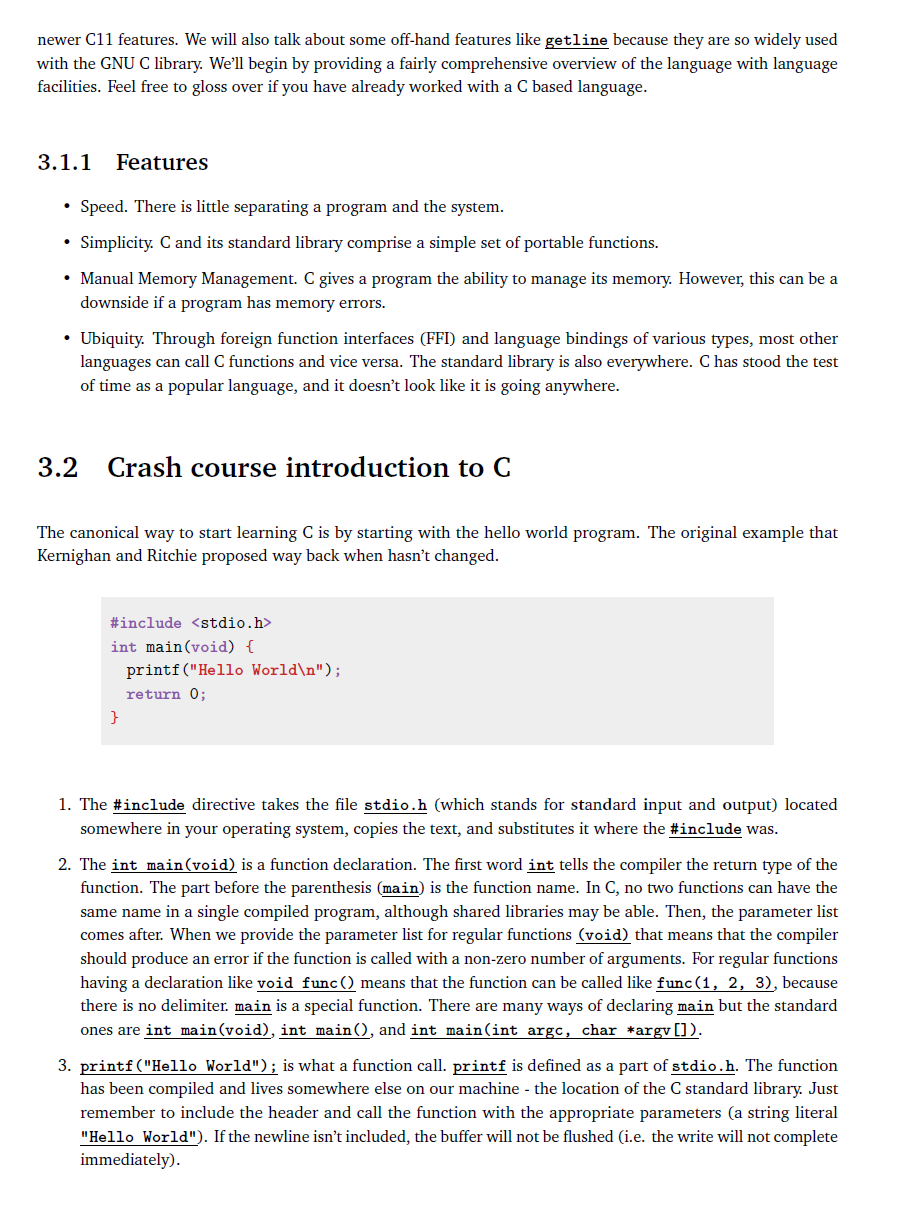 newer C11 features. We will also talk about some off-hand features like getline because they are so widely used
with the GNU C library. We'll begin by providing a fairly comprehensive overview of the language with language
facilities. Feel free to gloss over if you have already worked with a C based language.
3.1.1 Features
• Speed. There is little separating a program and the system.
• Simplicity. C and its standard library comprise a simple set of portable functions.
• Manual Memory Management. C gives a program the ability to manage its memory. However, this can be a
downside if a program has memory errors.
• Ubiquity. Through foreign function interfaces (FFI) and language bindings of various types, most other
languages can call C functions and vice versa. The standard library is also everywhere. C has stood the test
of time as a popular language, and it doesn't look like it is going anywhere.
3.2 Crash course introduction to C
The canonical way to start learning C is by starting with the hello world program. The original example that
Kernighan and Ritchie proposed way back when hasn't changed.
#include <stdio.h>
int main(void) {
  printf("Hello World\n");
  return 0;
}
1. The #include directive takes the file stdio.h (which stands for standard input and output) located
somewhere in your operating system, copies the text, and substitutes it where the #include was.
2. The int main(void) is a function declaration. The first word int tells the compiler the return type of the
function. The part before the parenthesis (main) is the function name. In C, no two functions can have the
same name in a single compiled program, although shared libraries may be able. Then, the parameter list
comes after. When we provide the parameter list for regular functions (void) that means that the compiler
should produce an error if the function is called with a non-zero number of arguments. For regular functions
having a declaration like void func() means that the function can be called like func(1, 2, 3), because
there is no delimiter. main is a special function. There are many ways of declaring main but the standard
ones are int main(void), int main(), and int main(int argc, char *argv[]).
3. printf("Hello World"); is what a function call. printf is defined as a part of stdio.h. The function
has been compiled and lives somewhere else on our machine - the location of the C standard library. Just
remember to include the header and call the function with the appropriate parameters (a string literal
"Hello World"). If the newline isn't included, the buffer will not be flushed (i.e. the write will not complete
immediately).